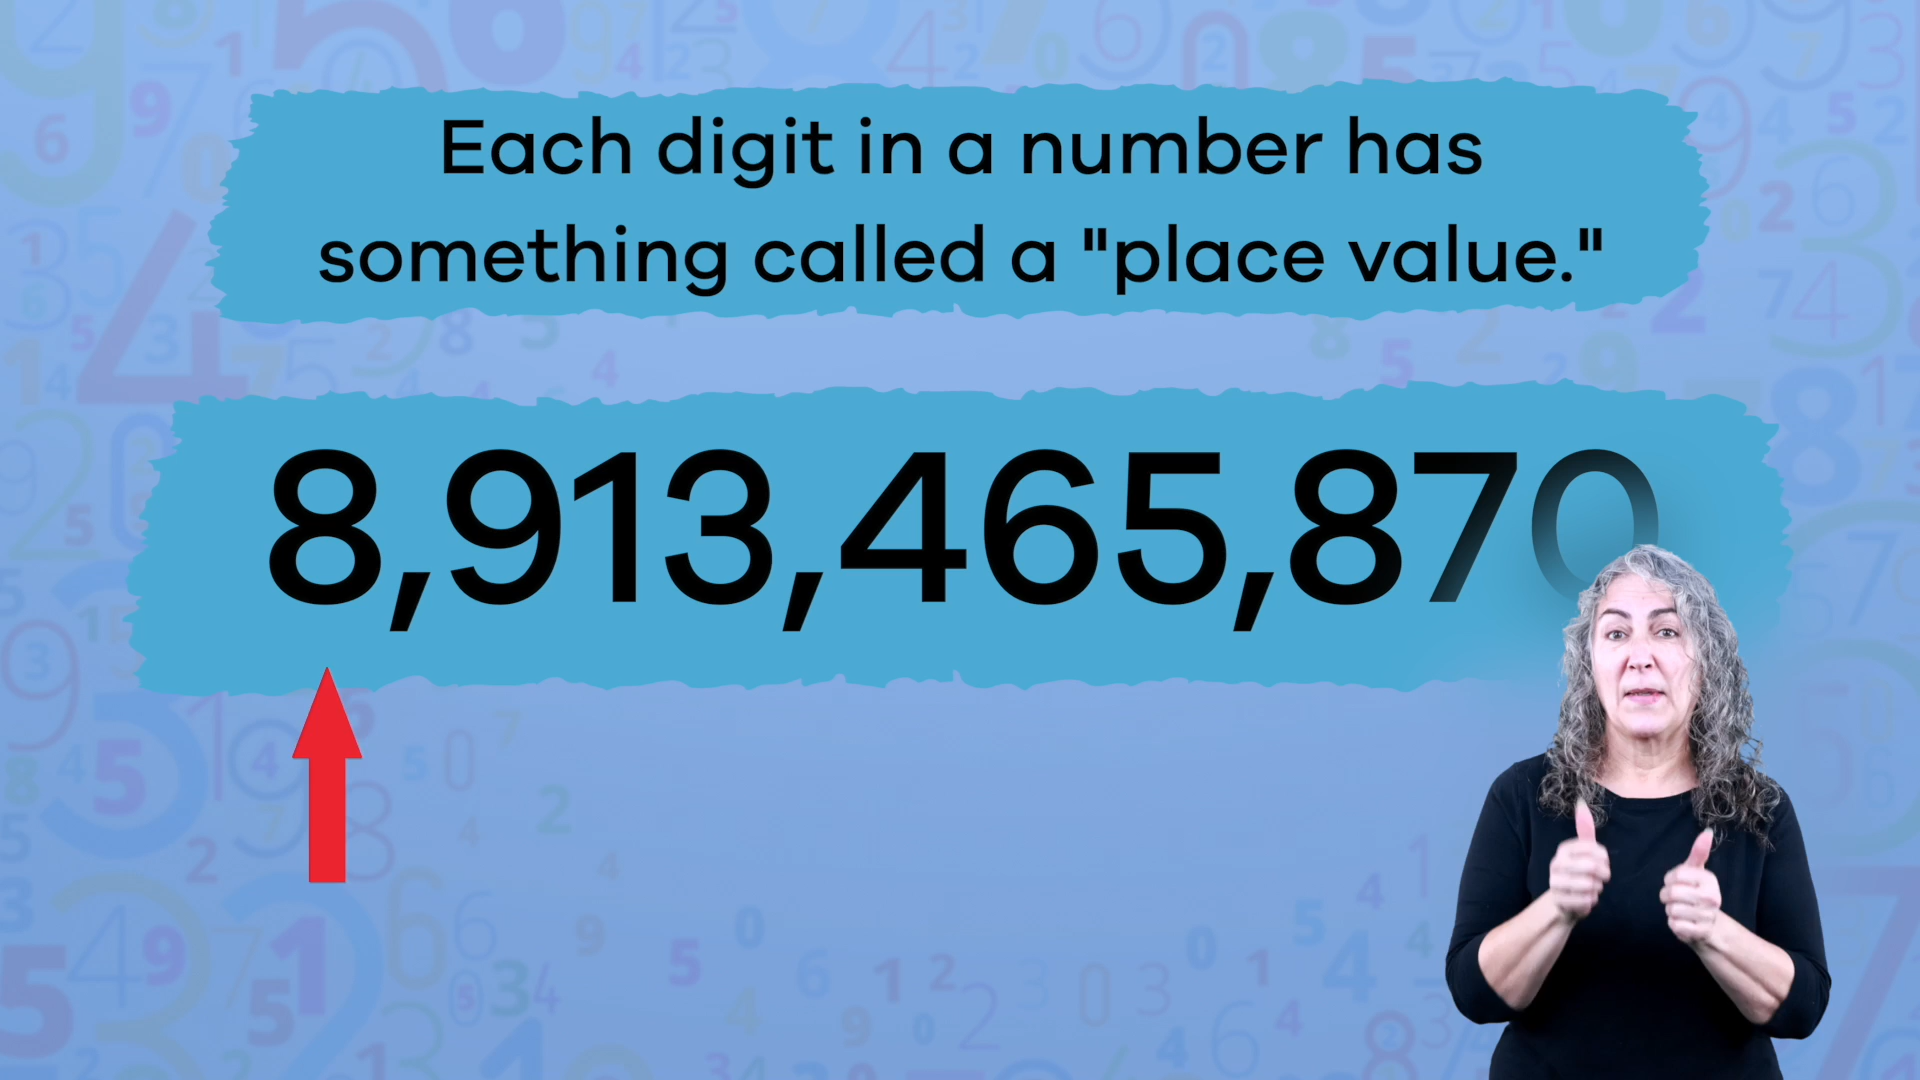 Each digit in a number has
something called a "place value."
8,913,465,870